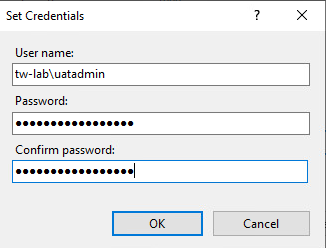 Set Credentials ? ×
User name:
tw-lab\uatadmin
Password:
●●●●●●●●●●●●●●●●●
Confirm password:
●●●●●●●●●●●●●●●●●
OK Cancel